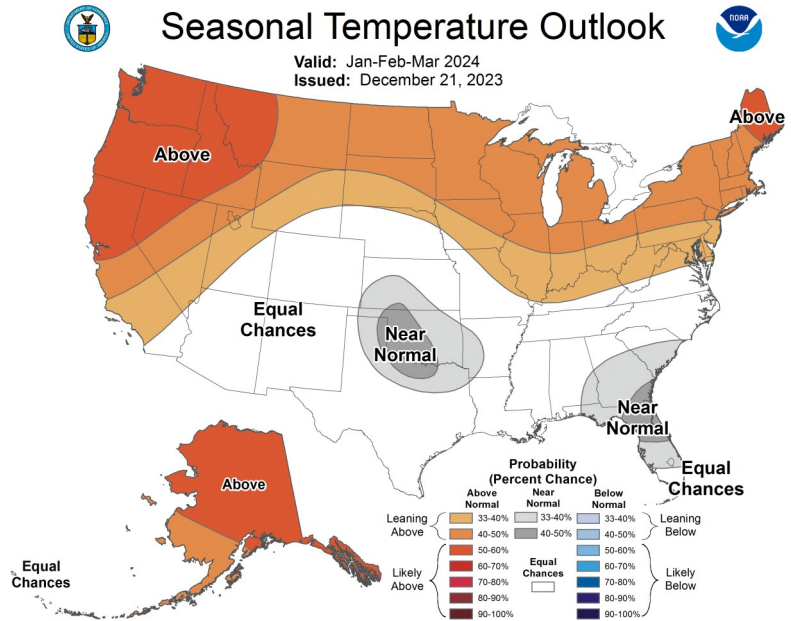 Seasonal Temperature Outlook
NOAA
Valid: Jan-Feb-Mar 2024
Issued: December 21, 2023
Above
Above
Equal
Chances
Near
Normal
Near
Normal
Equal
Chances
Above
Equal
Chances
Probability
(Percent Chance)
Above
Normal
Near
Normal
Below
Normal
Leaning
Above
33-40%
40-50%
Likely
Above
50-60%
60-70%
70-80%
80-90%
90-100%
33-40%
40-50%
Equal
Chances
33-40%
40-50%
Leaning
Below
50-60%
60-70%
70-80%
80-90%
90-100%
Likely
Below